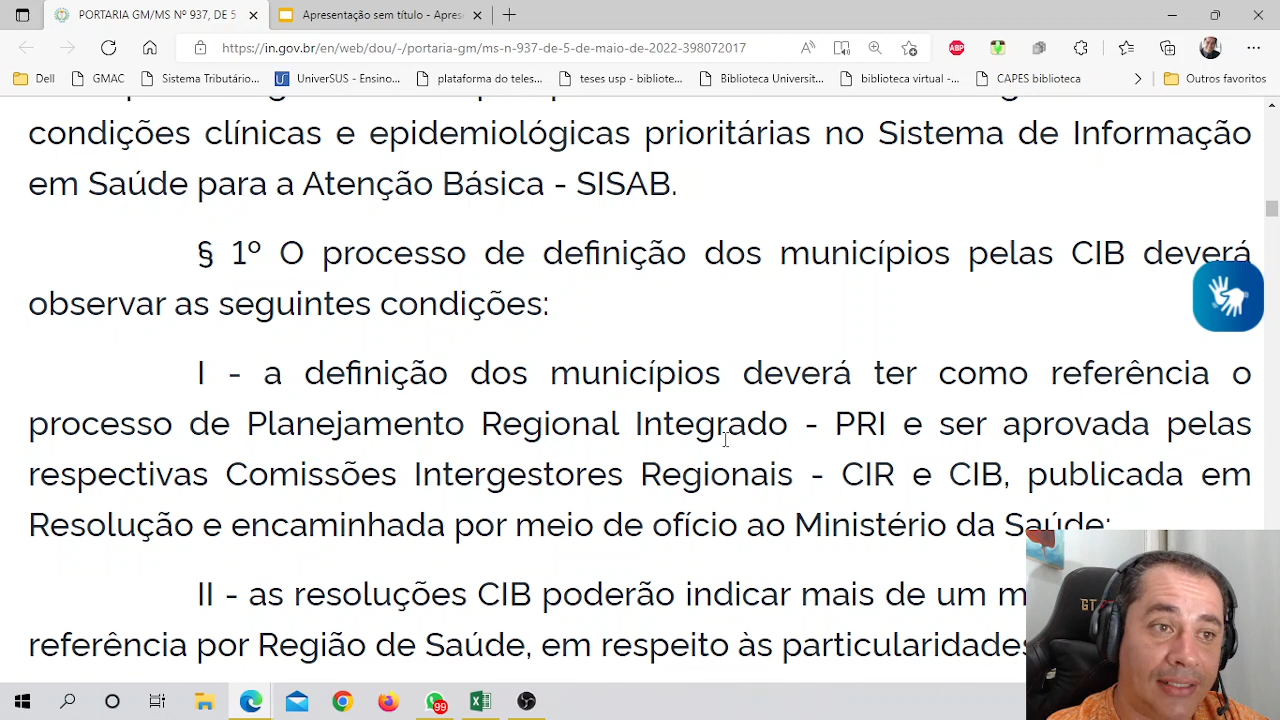 PORTARIA GM/MS Nº 937, DE 5
Apresentação sem título - Aprese
https://in.gov.br/en/web/dou/-/portaria-gm/ms-n-937-de-5-de-maio-de-2022-398073017
ABP
Dell
GMAC
Sistema Tributário...
UniverSUS - Ensino...
plataforma do teles...
teses usp - bibliote...
Biblioteca Universit...
biblioteca virtual -...
CAPES biblioteca
Outros favoritos
condições clínicas e epidemiológicas prioritárias no Sistema de Informação
em Saúde para a Atenção Básica - SISAB.
§ 1º O processo de definição dos municípios pelas CIB deverá
observar as seguintes condições:
I - a definição dos municípios deverá ter como referência o
processo de Planejamento Regional Integrado - PRI e ser aprovada pelas
respectivas Comissões Intergestores Regionais - CIR e CIB, publicada em
Resolução e encaminhada por meio de ofício ao Ministério da Saúde;
II - as resoluções CIB poderão indicar mais de um
referência por Região de Saúde, em respeito às particularidades
GT
99